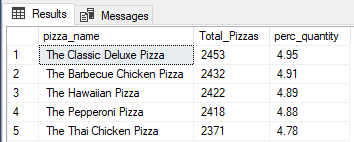 Results Messages
pizza_name Total_Pizzas perc_quantity
1 The Classic Deluxe Pizza 2453 4.95
2 The Barbecue Chicken Pizza 2432 4.91
3 The Hawaiian Pizza 2422 4.89
4 The Pepperoni Pizza 2418 4.88
5 The Thai Chicken Pizza 2371 4.78